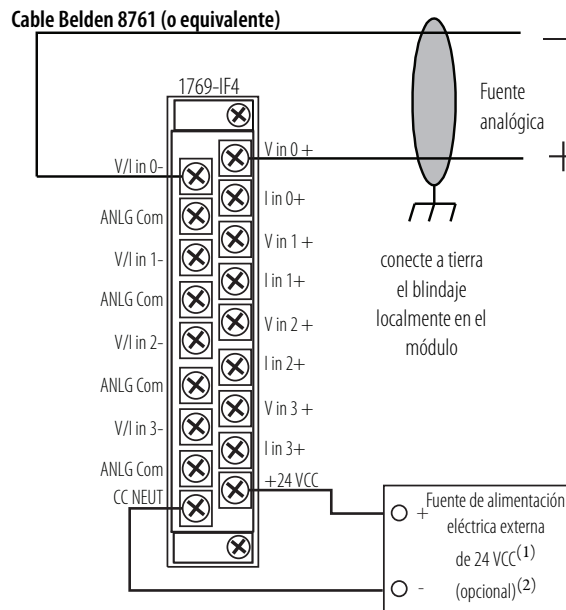 Cable Belden 8761 (o equivalente)
1769-IF4
Fuente
analógica
V in 0 +
V/I in 0-
I in 0+
ANLG Com
V in 1 +
V/I in 1-
I in 1+
ANLG Com
V in 2 +
V/I in 2-
I in 2+
ANLG Com
V in 3 +
V/I in 3-
I in 3+
ANLG Com
+24 VCC
CC NEUT
conecte a tierra
el blindaje
localmente en el
módulo
+ Fuente de alimentación
eléctrica externa
de 24 VCC(1)
- (opcional)(2)